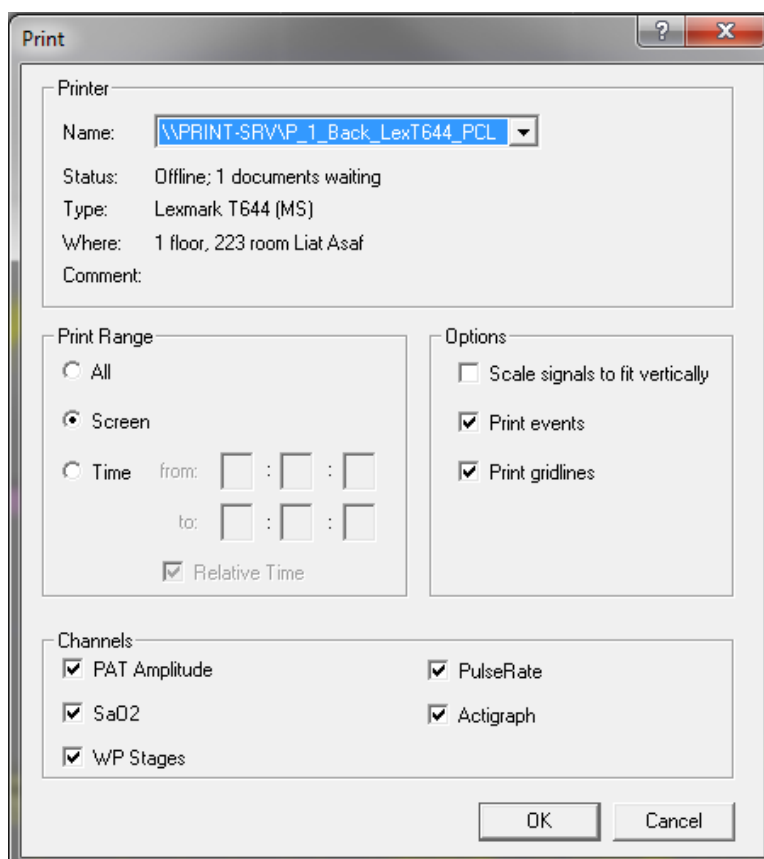 Print
Printer
Name: \\PRINT-SRV\P_1_Back_LexT644_PCL
Status: Offline; 1 documents waiting
Type: Lexmark T644 (MS)
Where: 1 floor, 223 room Liat Asaf
Comment:
Print Range
All
Screen
Time from: : :
to: : :
Relative Time
Options
Scale signals to fit vertically
Print events
Print gridlines
Channels
PAT Amplitude
SaO2
WP Stages
PulseRate
Actigraph
OK Cancel